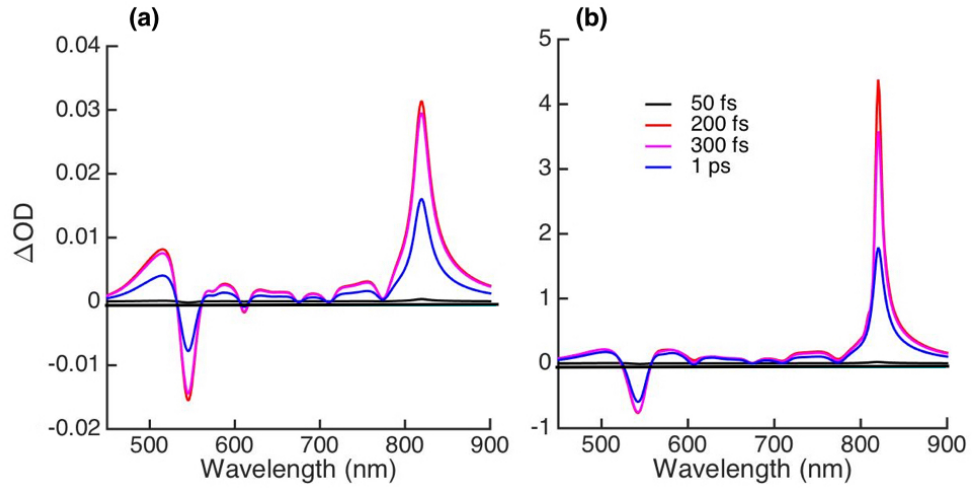 (a)
0.04
0.03
0.02
0.01
0
-0.01
-0.02
ΔOD
500 600 700 800 900
Wavelength (nm)
(b)
5
4
3
2
1
0
-1
50 fs
200 fs
300 fs
1 ps
500 600 700 800 900
Wavelength (nm)